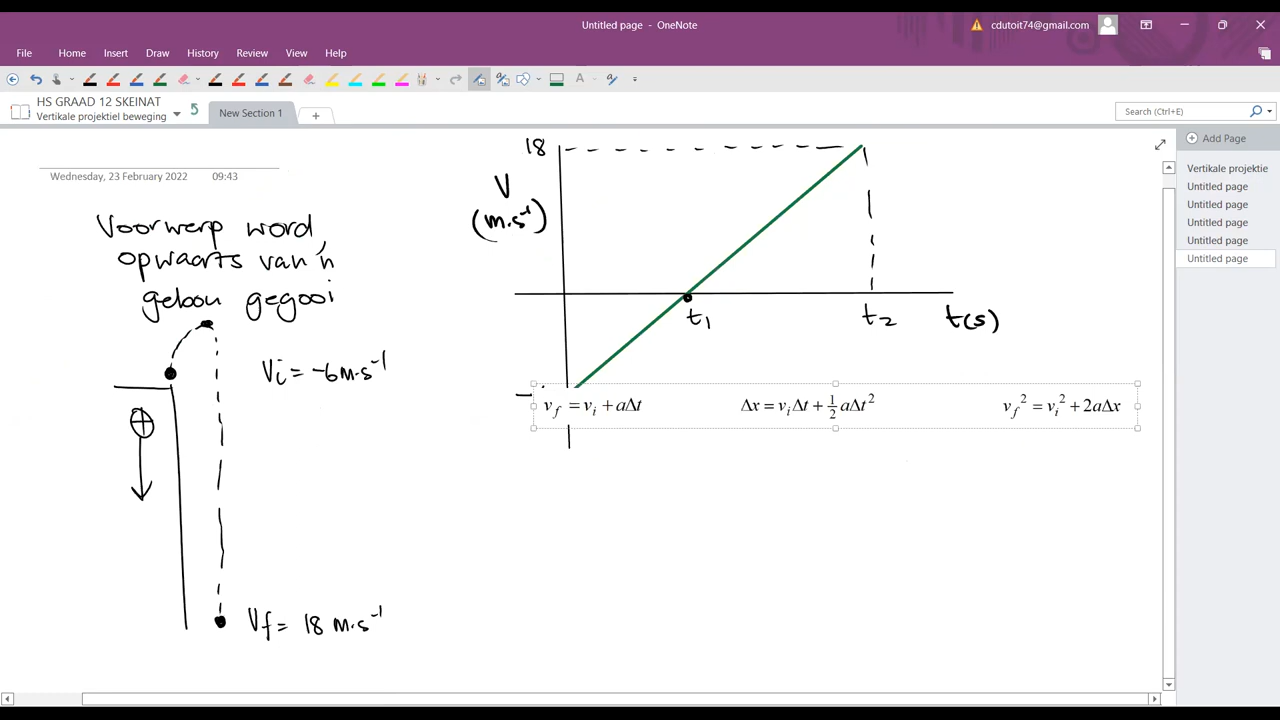 Untitled page - OneNote
cdutoit74@gmail.com
File Home Insert Draw History Review View Help
HS GRAAD 12 SKEINAT
Vertikale projektiel beweging
New Section 1
Search (Ctrl+E)
Add Page
Vertikale projektie
Untitled page
Untitled page
Untitled page
Untitled page
Untitled page
Wednesday, 23 February 2022 09:43
Voorwerp word
opwaarts van 'n
gebou gegooi
Vi = -6 m·s⁻¹
Vf = 18 m·s⁻¹
18
V
(m·s⁻¹)
t₁
t₂
t(s)
v_f = v_i + aΔt
Δx = v_iΔt + ½aΔt²
v_f² = v_i² + 2aΔx